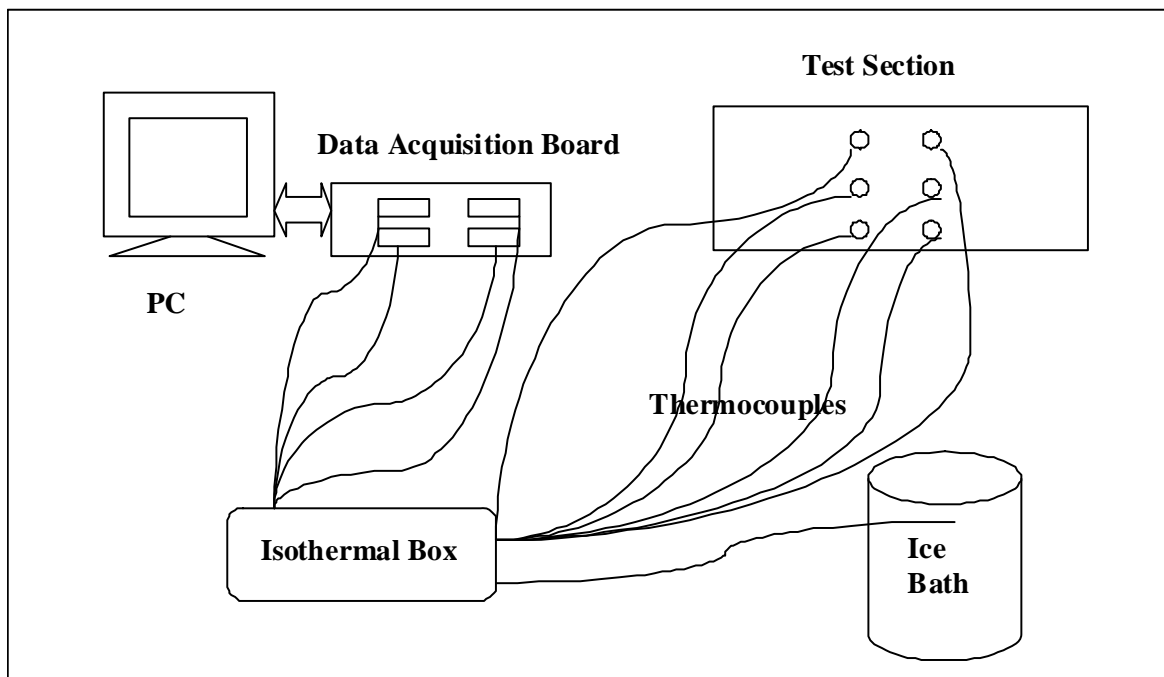 Test Section
Data Acquisition Board
PC
Thermocouples
Isothermal Box
Ice
Bath